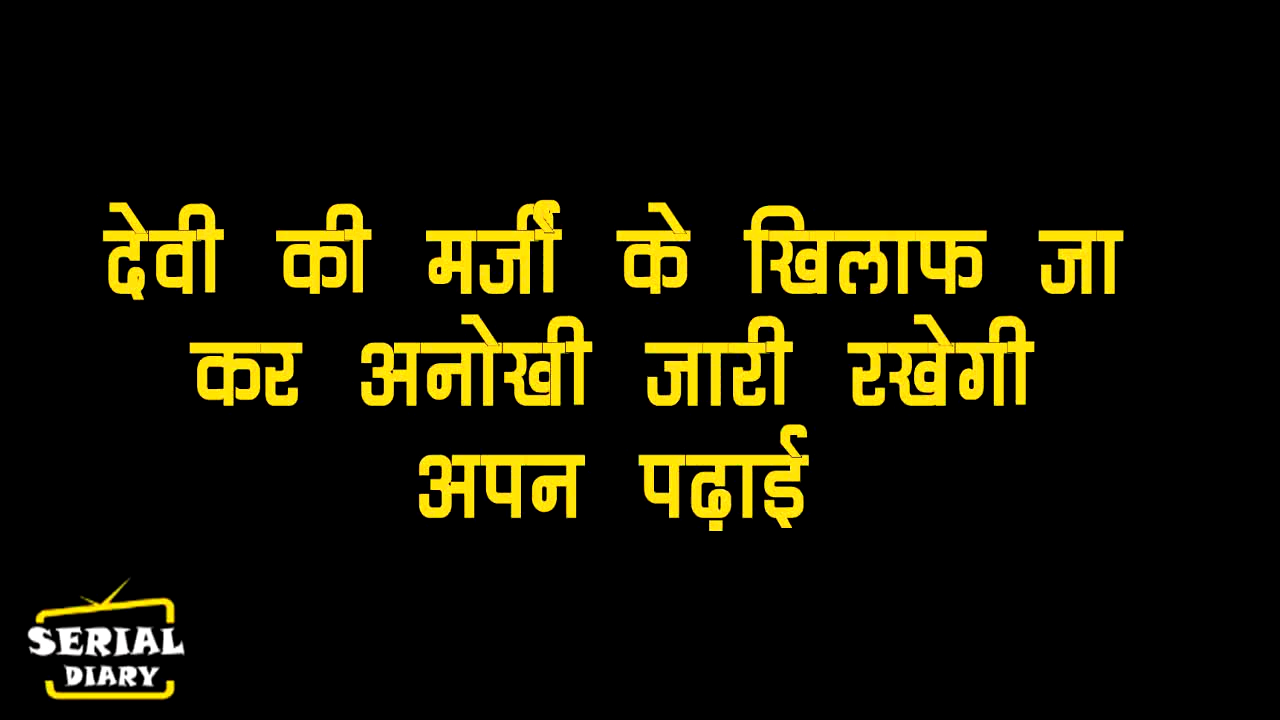 देवी की मर्जी के खिलाफ जा
कर अनोखी जारी रखेगी
अपन पढ़ाई
SERIAL
DIARY